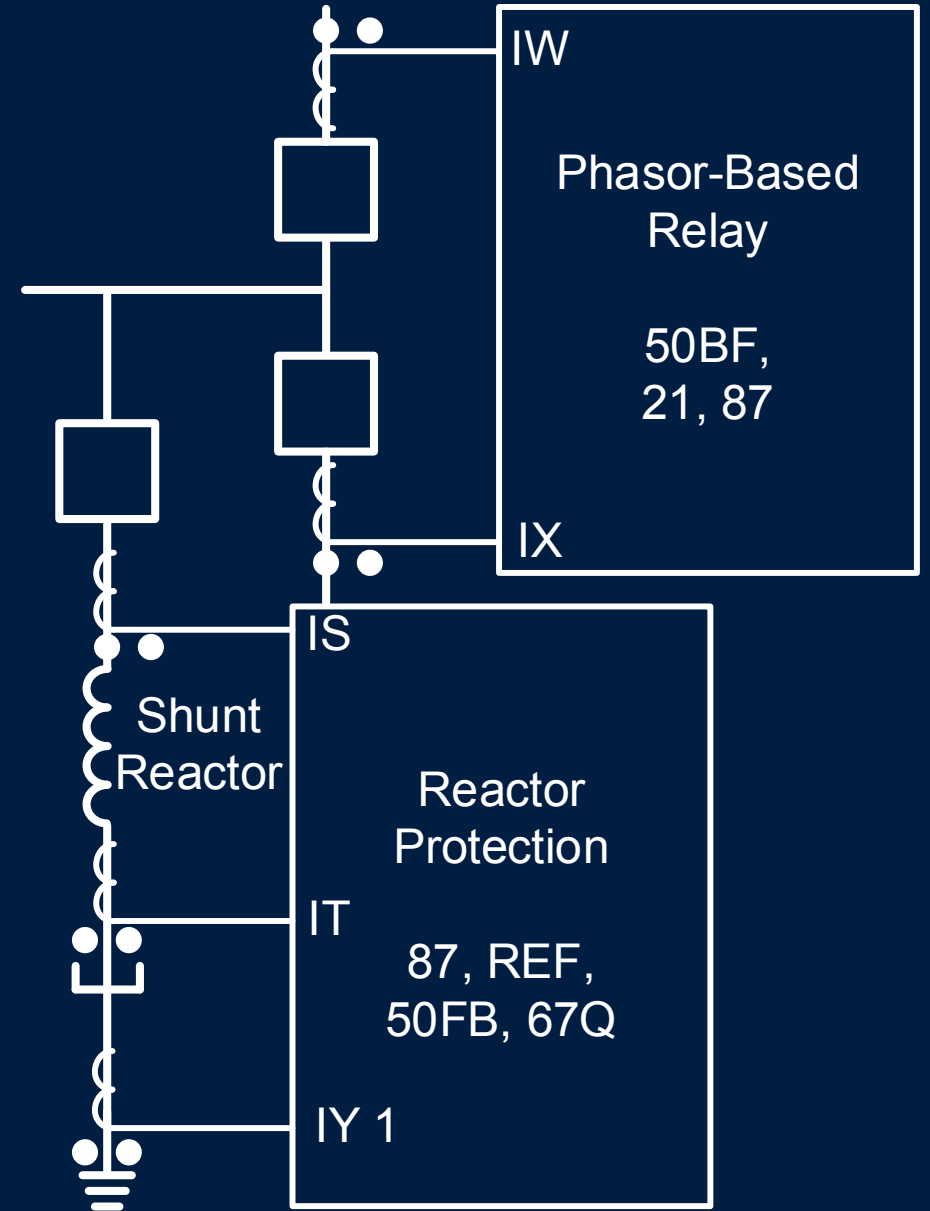 IW
Phasor-Based
Relay
50BF,
21, 87
IX
IS
Shunt
Reactor
Reactor
Protection
IT
87, REF,
50FB, 67Q
IY 1